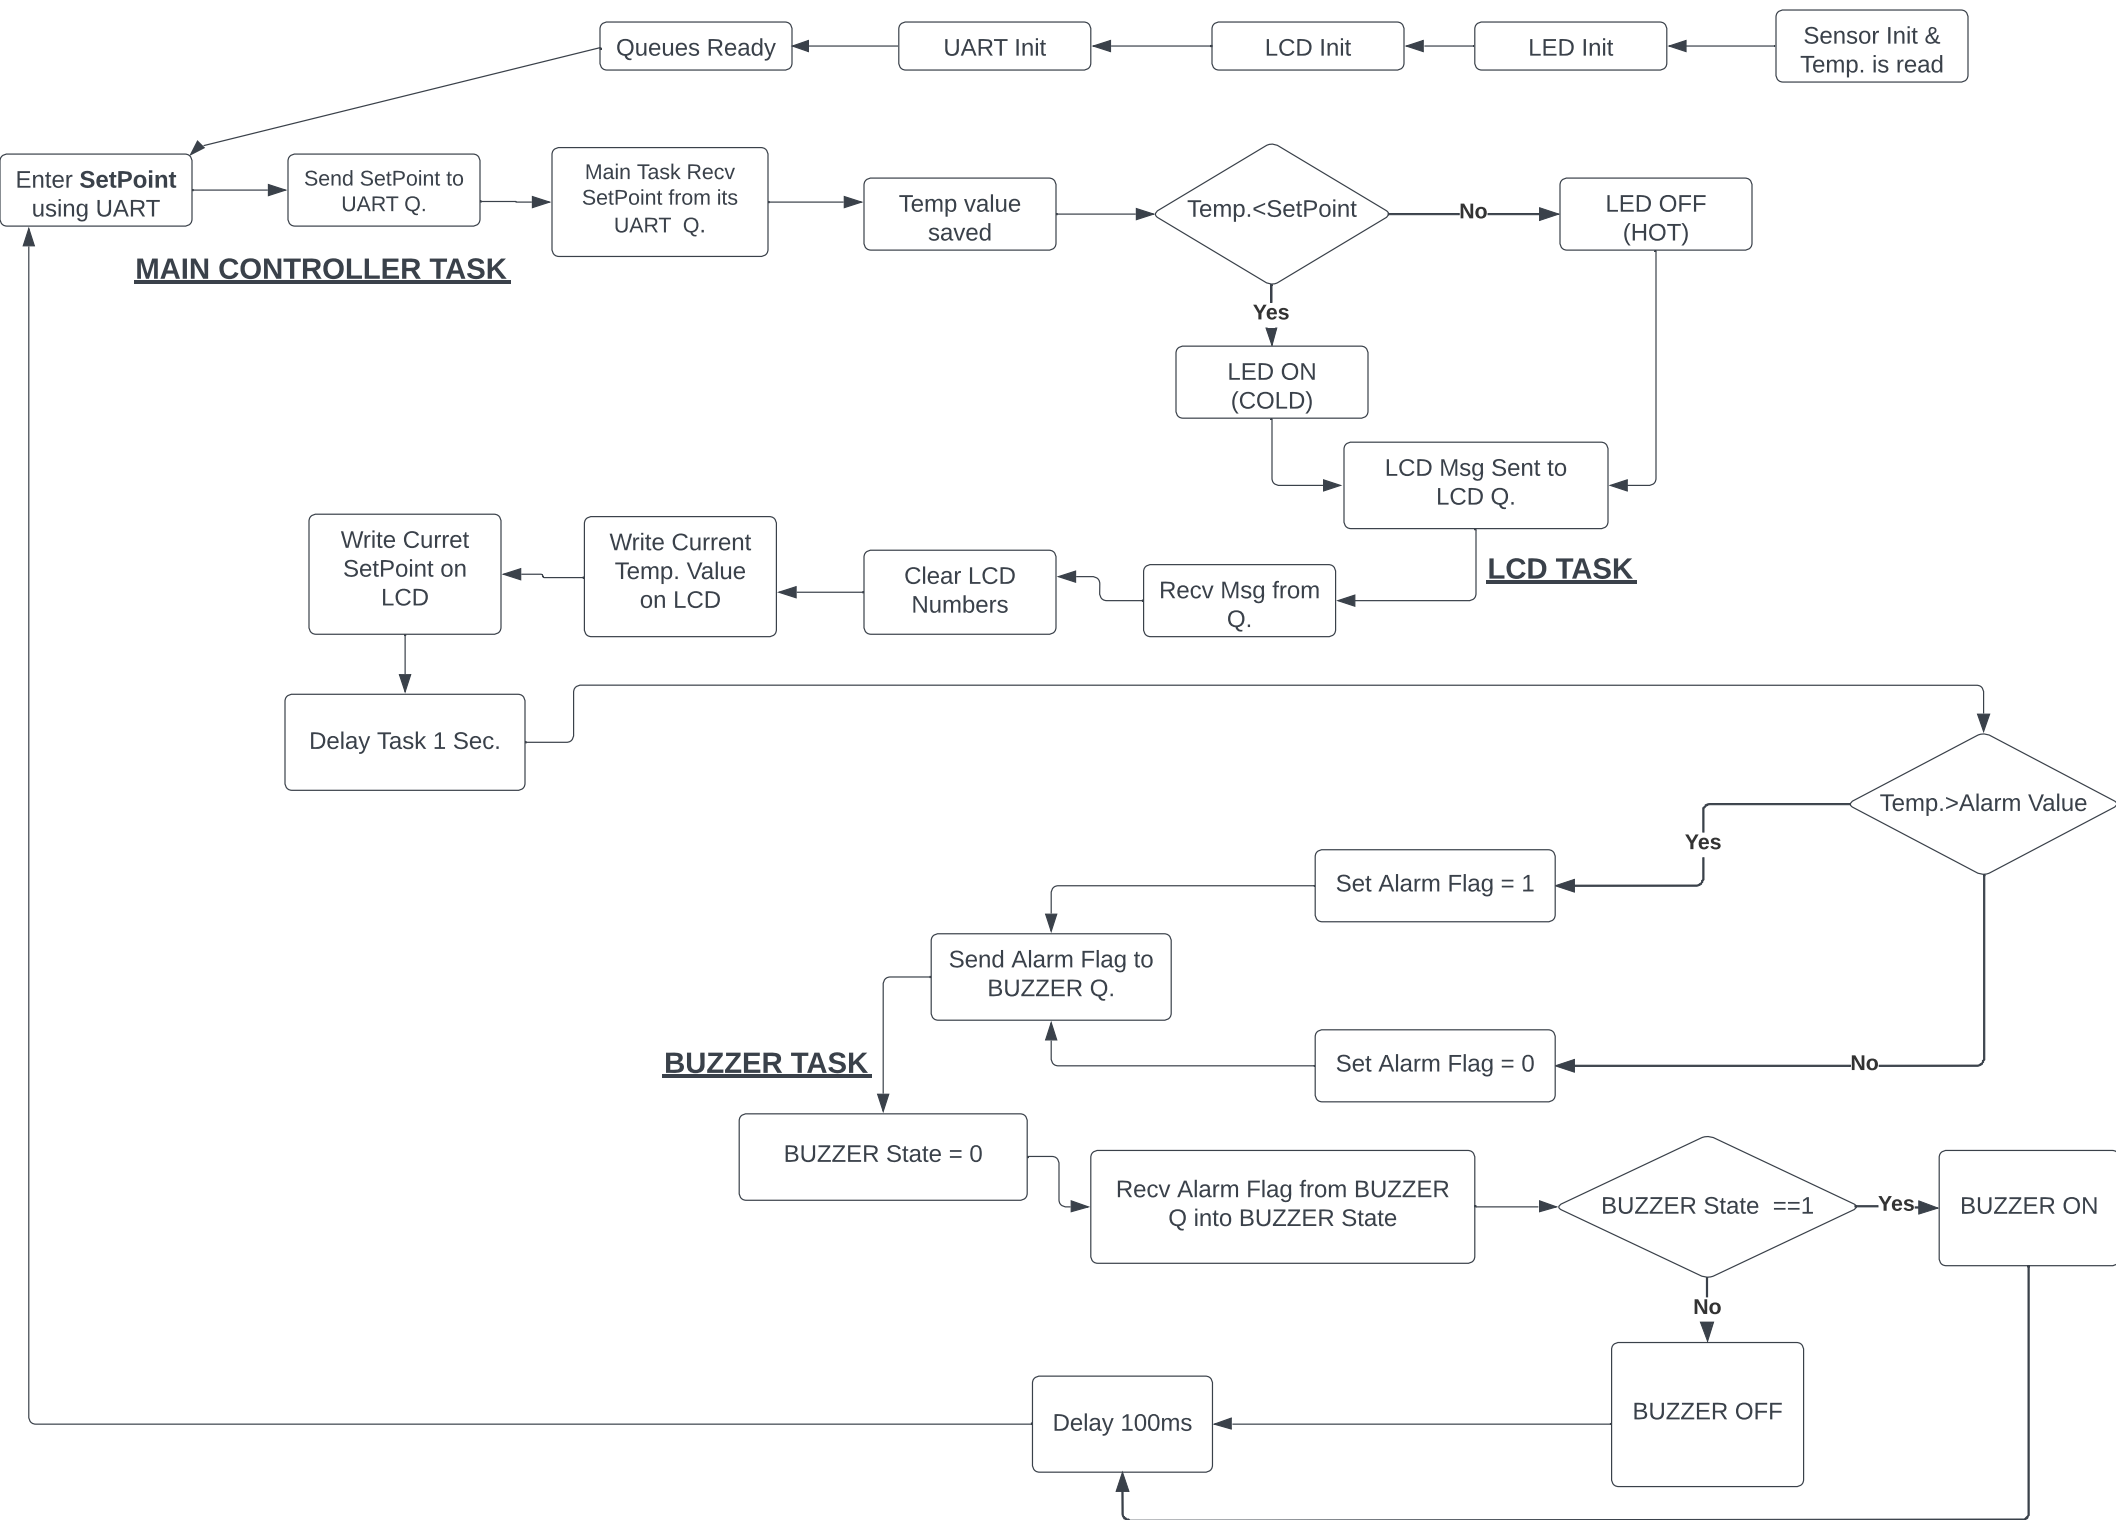 Sensor Init &
Temp. is read
LED Init
LCD Init
UART Init
Queues Ready
Enter SetPoint
using UART
Send SetPoint to
UART Q.
Main Task Recv
SetPoint from its
UART Q.
Temp value
saved
Temp.<SetPoint
No
LED OFF
(HOT)
MAIN CONTROLLER TASK
Yes
LED ON
(COLD)
LCD Msg Sent to
LCD Q.
LCD TASK
Recv Msg from
Q.
Clear LCD
Numbers
Write Current
Temp. Value
on LCD
Write Curret
SetPoint on
LCD
Delay Task 1 Sec.
Temp.>Alarm Value
Yes
Set Alarm Flag = 1
Send Alarm Flag to
BUZZER Q.
No
Set Alarm Flag = 0
BUZZER TASK
BUZZER State = 0
Recv Alarm Flag from BUZZER
Q into BUZZER State
BUZZER State ==1
Yes
BUZZER ON
No
BUZZER OFF
Delay 100ms